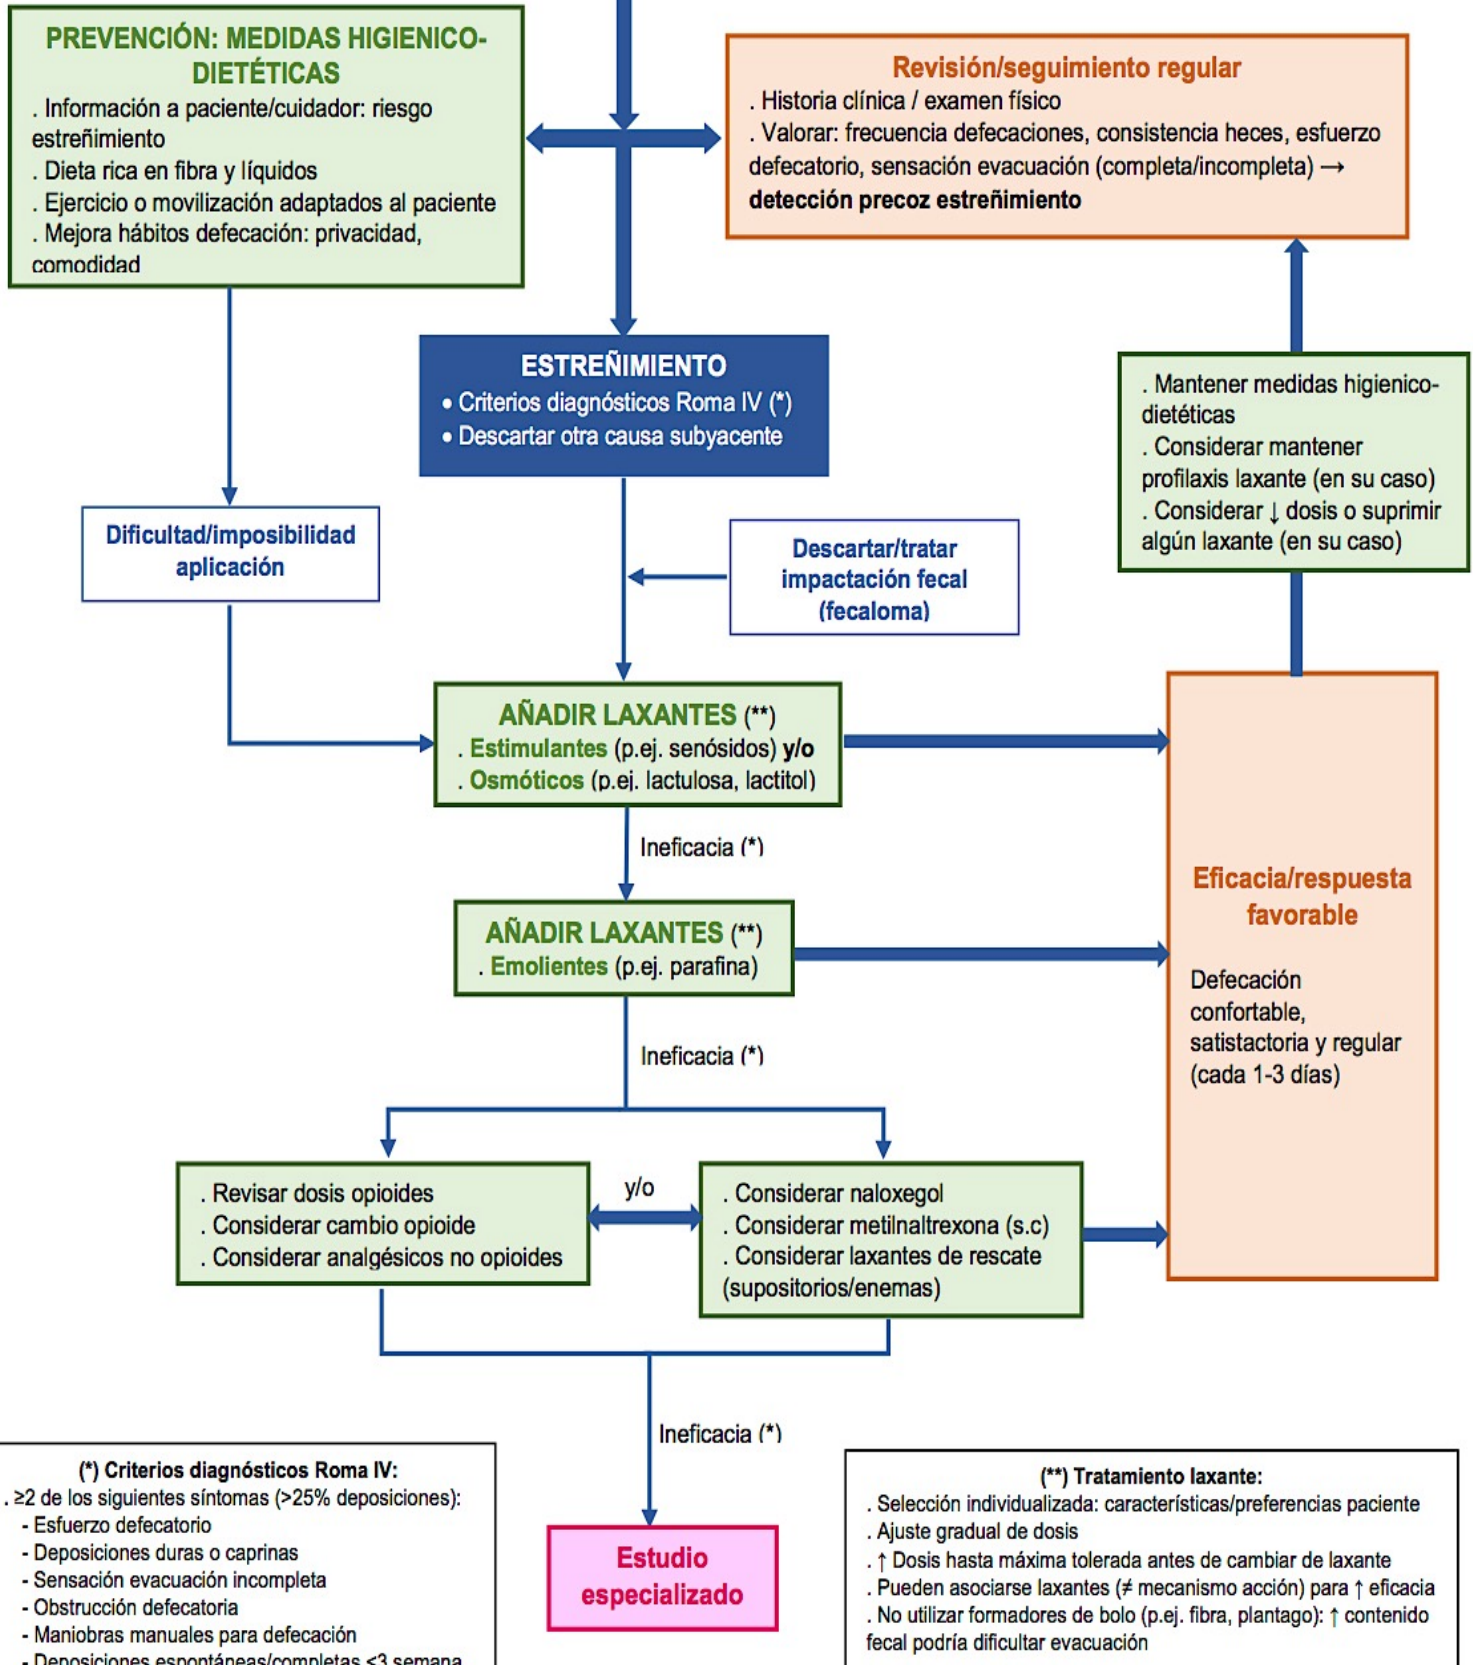 PREVENCIÓN: MEDIDAS HIGIENICO-
DIETÉTICAS
. Información a paciente/cuidador: riesgo
estreñimiento
. Dieta rica en fibra y líquidos
. Ejercicio o movilización adaptados al paciente
. Mejora hábitos defecación: privacidad,
comodidad
Revisión/seguimiento regular
. Historia clínica / examen físico
. Valorar: frecuencia defecaciones, consistencia heces, esfuerzo
defecatorio, sensación evacuación (completa/incompleta) →
detección precoz estreñimiento
ESTREÑIMIENTO
• Criterios diagnósticos Roma IV (*)
• Descartar otra causa subyacente
. Mantener medidas higienico-
dietéticas
. Considerar mantener
profilaxis laxante (en su caso)
. Considerar ↓ dosis o suprimir
algún laxante (en su caso)
Dificultad/imposibilidad
aplicación
Descartar/tratar
impactación fecal
(fecaloma)
AÑADIR LAXANTES (**)
. Estimulantes (p.ej. senósidos) y/o
. Osmóticos (p.ej. lactulosa, lactitol)
Ineficacia (*)
AÑADIR LAXANTES (**)
. Emolientes (p.ej. parafina)
Eficacia/respuesta
favorable
Defecación
confortable,
satistactoria y regular
(cada 1-3 días)
Ineficacia (*)
. Revisar dosis opioides
. Considerar cambio opioide
. Considerar analgésicos no opioides
y/o
. Considerar naloxegol
. Considerar metilnaltrexona (s.c)
. Considerar laxantes de rescate
(supositorios/enemas)
Ineficacia (*)
Estudio
especializado
(*) Criterios diagnósticos Roma IV:
. ≥2 de los siguientes síntomas (>25% deposiciones):
- Esfuerzo defecatorio
- Deposiciones duras o caprinas
- Sensación evacuación incompleta
- Obstrucción defecatoria
- Maniobras manuales para defecación
- Deposiciones espontáneas/completas <3 semana
(**) Tratamiento laxante:
. Selección individualizada: características/preferencias paciente
. Ajuste gradual de dosis
. ↑ Dosis hasta máxima tolerada antes de cambiar de laxante
. Pueden asociarse laxantes (≠ mecanismo acción) para ↑ eficacia
. No utilizar formadores de bolo (p.ej. fibra, plantago): ↑ contenido
fecal podría dificultar evacuación